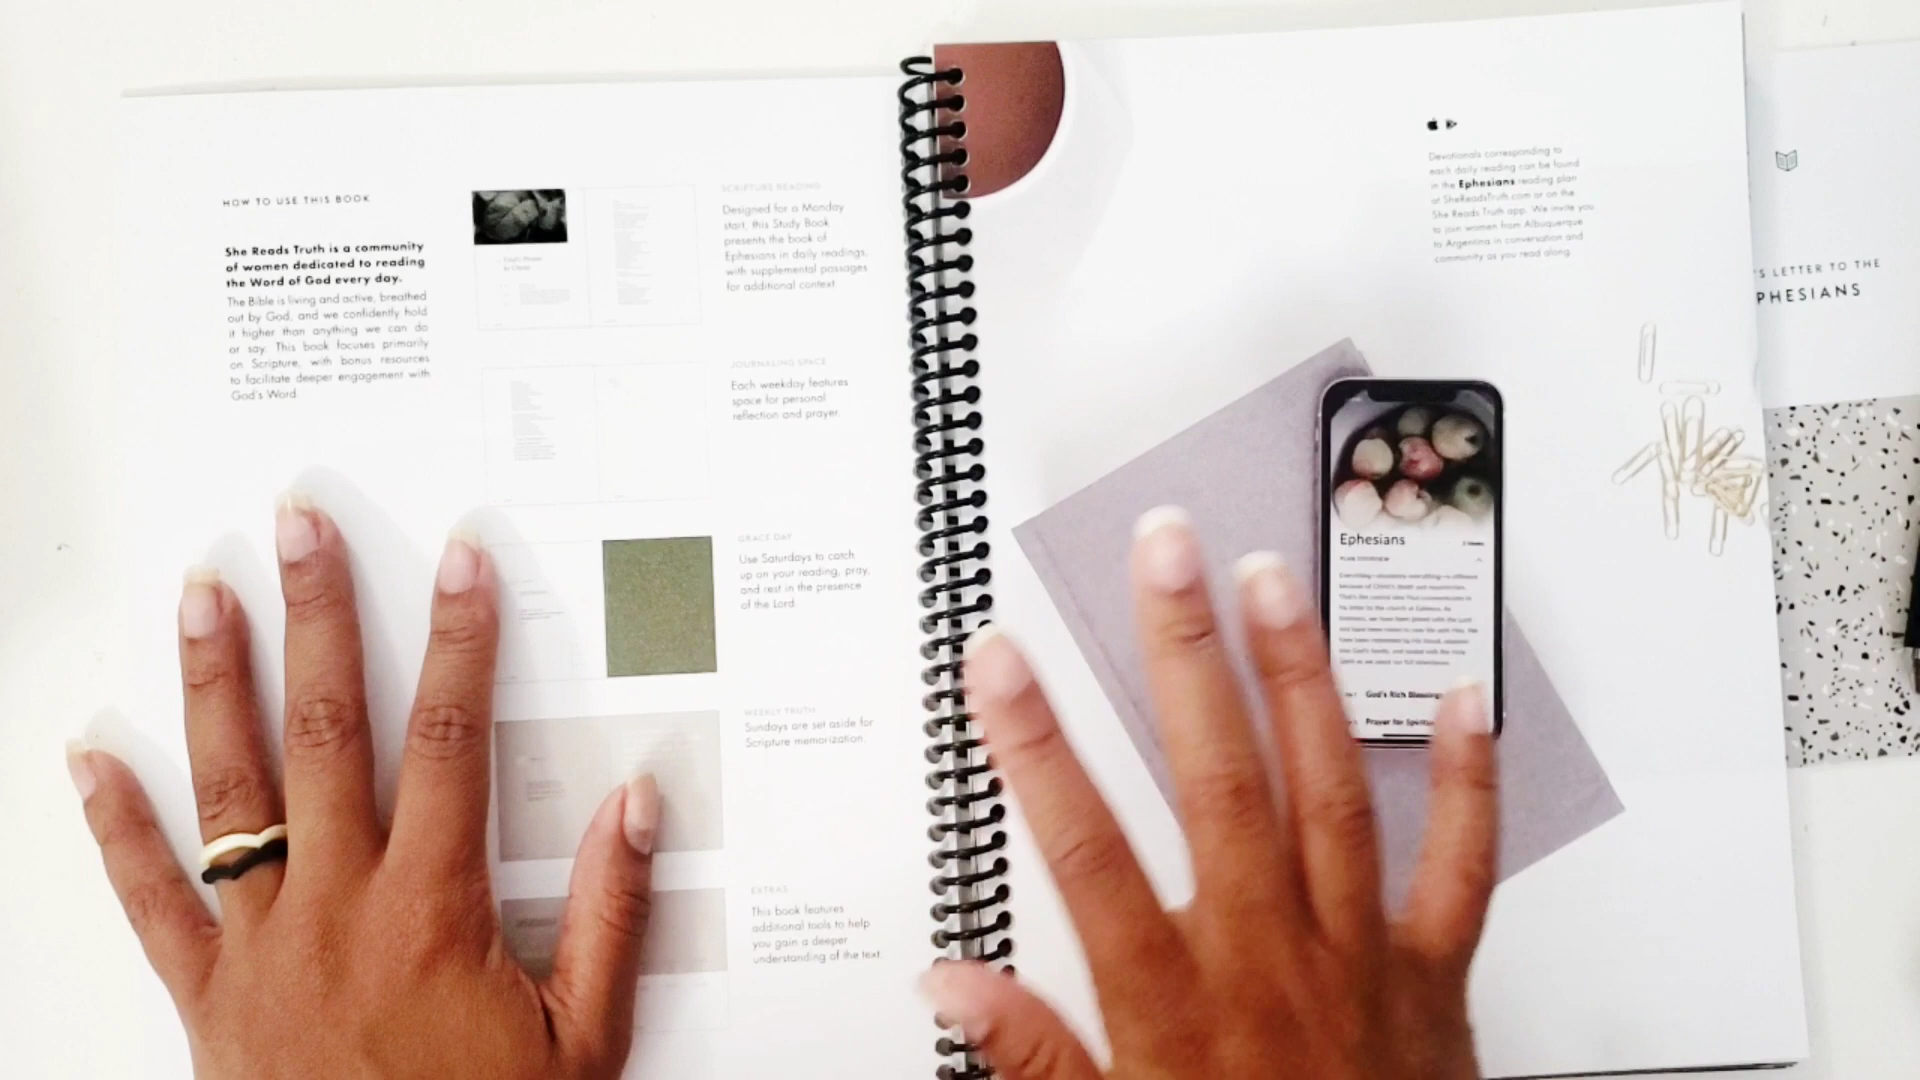 HOW TO USE THIS BOOK
She Reads Truth is a community
of women dedicated to reading
the Word of God every day.
The Bible is living and active, breathed
out by God, and we confidently hold
it higher than anything we can do
or say. This book focuses primarily
on Scripture, with bonus resources
to facilitate deeper engagement with
God's Word.
SCRIPTURE READING
Designed for a Monday
start, this Study Book
presents the book of
Ephesians in daily readings,
with supplemental passages
for additional context.
JOURNALING SPACE
Each weekday features
space for personal
reflection and prayer.
GRACE DAY
Use Saturdays to catch
up on your reading, pray,
and rest in the presence
of the Lord.
WEEKLY TRUTH
Sundays are set aside for
Scripture memorization.
EXTRAS
This book features
additional tools to help
you gain a deeper
understanding of the text.
Devotionals corresponding to
each daily reading can be found
in the Ephesians reading plan
at SheReadsTruth.com or on the
She Reads Truth app. We invite you
to join women from Albuquerque
to Argentina in conversation and
community as you read along.
Ephesians
PLAN OVERVIEW
God's Rich Blessings
Prayer for Spiritu
'S LETTER TO THE
PHESIANS